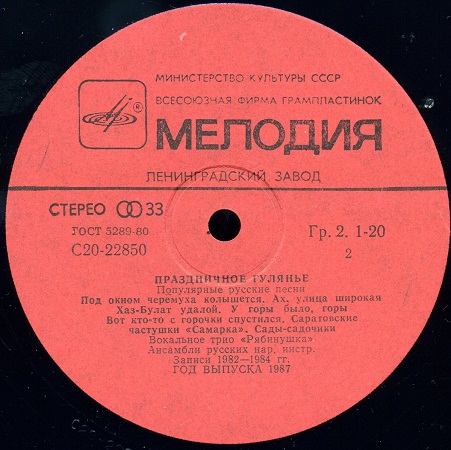 МИНИСТЕРСТВО КУЛЬТУРЫ СССР
ВСЕСОЮЗНАЯ ФИРМА ГРАМПЛАСТИНОК
®
МЕЛОДИЯ
ЛЕНИНГРАДСКИЙ ЗАВОД
СТЕРЕО 33
ГОСТ 5289-80
С20-22850
Гр. 2. 1-20
2
ПРАЗДНИЧНОЕ ГУЛЯНЬЕ
Популярные русские песни
Под окном черемуха колышется. Ах, улица широкая
Хаз-Булат удалой. У горы было, горы
Вот кто-то с горочки спустился. Саратовские
частушки «Самарка». Сады-садочики
Вокальное трио «Рябинушка»
Ансамбли русских нар. инстр.
Записи 1982—1984 гг.
ГОД ВЫПУСКА 1987